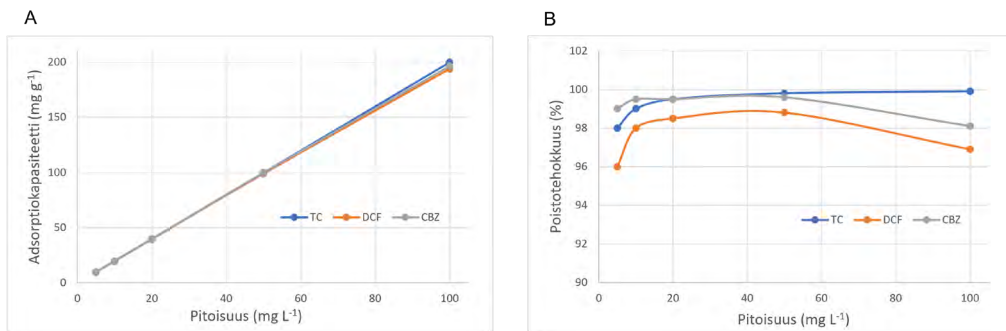 A
Adsorptiokapasiteetti (mg g⁻¹)
200
150
100
50
0
TC DCF CBZ
0 20 40 60 80 100
Pitoisuus (mg L⁻¹)
B
Poistotehokkuus (%)
102
100
98
96
94
92
90
TC DCF CBZ
0 20 40 60 80 100
Pitoisuus (mg L⁻¹)